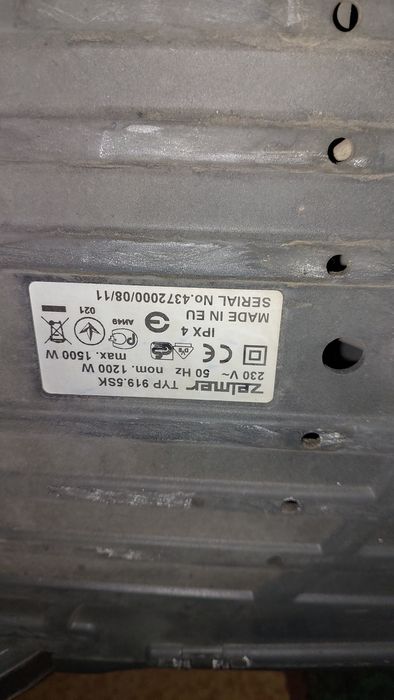 zelmer TYP 919.5SK
230 V~ 50 Hz nom. 1200 W
max. 1500 W
IPX 4
AИ49
021
MADE IN EU
SERIAL No.4372000/08/11